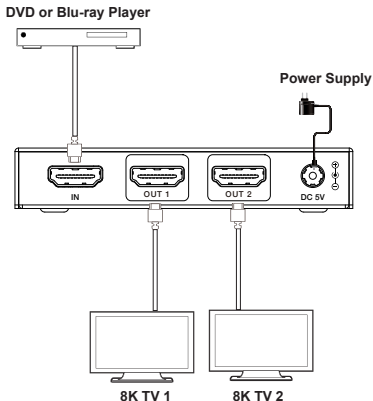 DVD or Blu-ray Player
Power Supply
OUT 1
OUT 2
IN
DC 5V
8K TV 1
8K TV 2